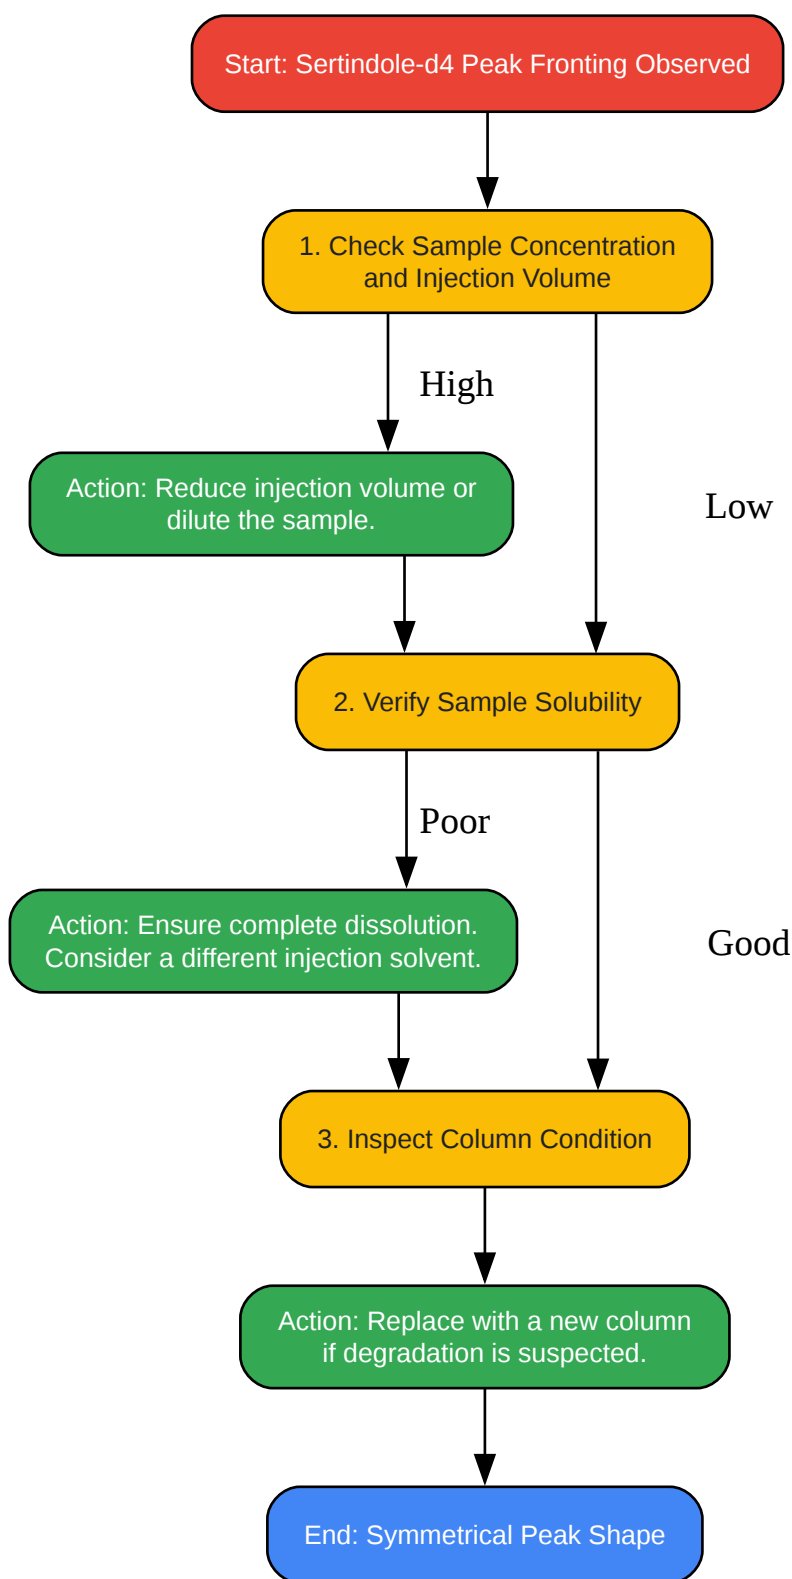 Start: Sertindole-d4 Peak Fronting Observed
1. Check Sample Concentration
and Injection Volume
High
Action: Reduce injection volume or
dilute the sample.
Low
2. Verify Sample Solubility
Poor
Action: Ensure complete dissolution.
Consider a different injection solvent.
Good
3. Inspect Column Condition
Action: Replace with a new column
if degradation is suspected.
End: Symmetrical Peak Shape